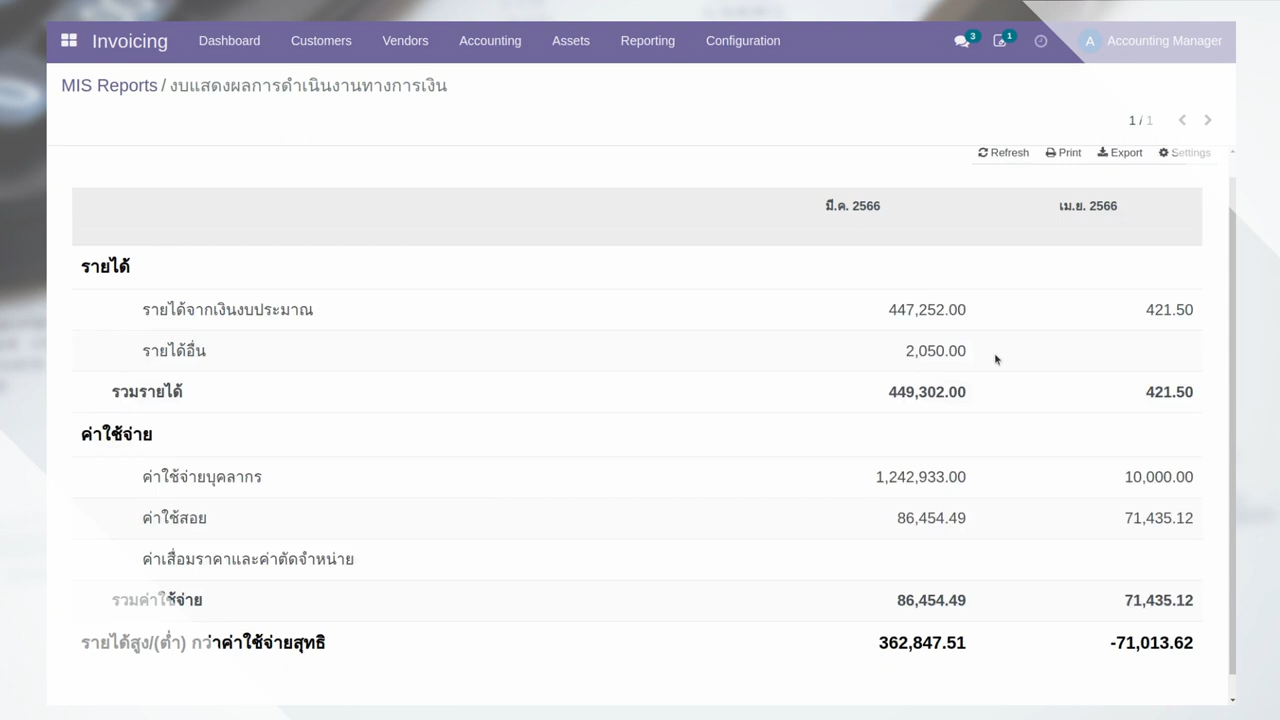 Invoicing Dashboard Customers Vendors Accounting Assets Reporting Configuration 3 1 A Accounting Manager
MIS Reports / งบแสดงผลการดำเนินงานทางการเงิน
1 / 1
Refresh Print Export Settings
มี.ค. 2566 เม.ย. 2566
รายได้
รายได้จากเงินงบประมาณ 447,252.00 421.50
รายได้อื่น 2,050.00
รวมรายได้ 449,302.00 421.50
ค่าใช้จ่าย
ค่าใช้จ่ายบุคลากร 1,242,933.00 10,000.00
ค่าใช้สอย 86,454.49 71,435.12
ค่าเสื่อมราคาและค่าตัดจำหน่าย
รวมค่าใช้จ่าย 86,454.49 71,435.12
รายได้สูง/(ต่ำ) กว่าค่าใช้จ่ายสุทธิ 362,847.51 -71,013.62